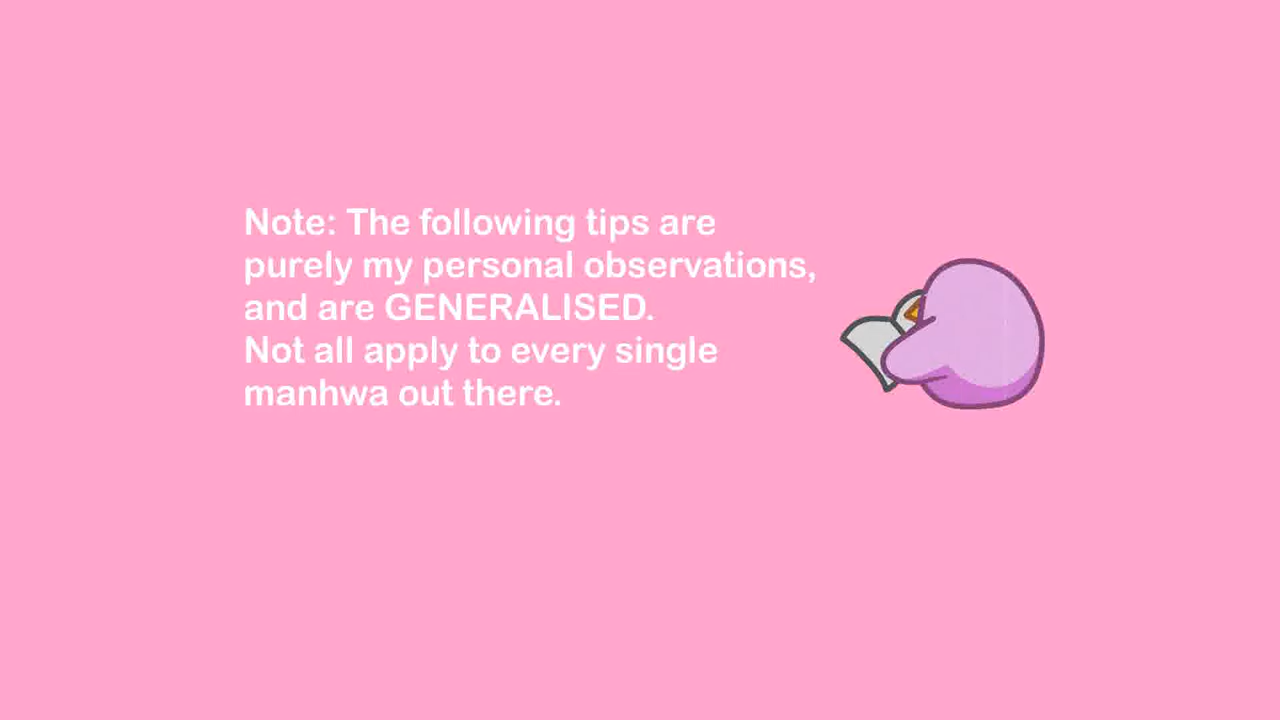 Note: The following tips are
purely my personal observations,
and are GENERALISED.
Not all apply to every single
manhwa out there.